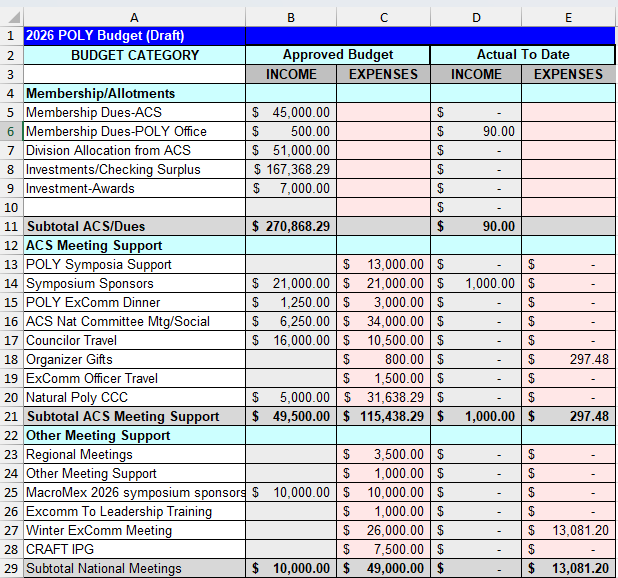 A B C D E
1 2026 POLY Budget (Draft)
2 BUDGET CATEGORY Approved Budget Actual To Date
3 INCOME EXPENSES INCOME EXPENSES
4 Membership/Allotments
5 Membership Dues-ACS $ 45,000.00 $ -
6 Membership Dues-POLY Office $ 500.00 $ 90.00
7 Division Allocation from ACS $ 51,000.00 $ -
8 Investments/Checking Surplus $ 167,368.29 $ -
9 Investment-Awards $ 7,000.00 $ -
10 $ -
11 Subtotal ACS/Dues $ 270,868.29 $ 90.00
12 ACS Meeting Support
13 POLY Symposia Support $ 13,000.00 $ - $ -
14 Symposium Sponsors $ 21,000.00 $ 21,000.00 $ 1,000.00 $ -
15 POLY ExComm Dinner $ 1,250.00 $ 3,000.00 $ - $ -
16 ACS Nat Committee Mtg/Social $ 6,250.00 $ 34,000.00 $ - $ -
17 Councilor Travel $ 16,000.00 $ 10,500.00 $ - $ -
18 Organizer Gifts $ 800.00 $ - $ 297.48
19 ExComm Officer Travel $ 1,500.00 $ - $ -
20 Natural Poly CCC $ 5,000.00 $ 31,638.29 $ - $ -
21 Subtotal ACS Meeting Support $ 49,500.00 $ 115,438.29 $ 1,000.00 $ 297.48
22 Other Meeting Support
23 Regional Meetings $ 3,500.00 $ - $ -
24 Other Meeting Support $ 1,000.00 $ - $ -
25 MacroMex 2026 symposium sponsors $ 10,000.00 $ 10,000.00 $ - $ -
26 Excomm To Leadership Training $ 1,000.00 $ - $ -
27 Winter ExComm Meeting $ 26,000.00 $ - $ 13,081.20
28 CRAFT IPG $ 7,500.00 $ - $ -
29 Subtotal National Meetings $ 10,000.00 $ 49,000.00 $ - $ 13,081.20